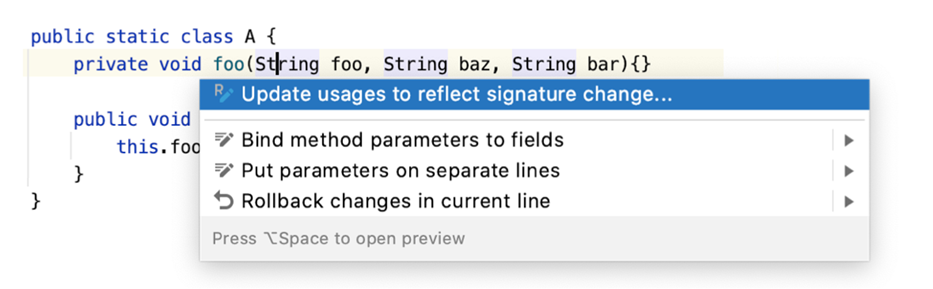 public static class A {
private void foo(String foo, String baz, String bar){}
Update usages to reflect signature change...
public void
Bind method parameters to fields
this.foo
Put parameters on separate lines
}
Rollback changes in current line
}
Press ⌥Space to open preview